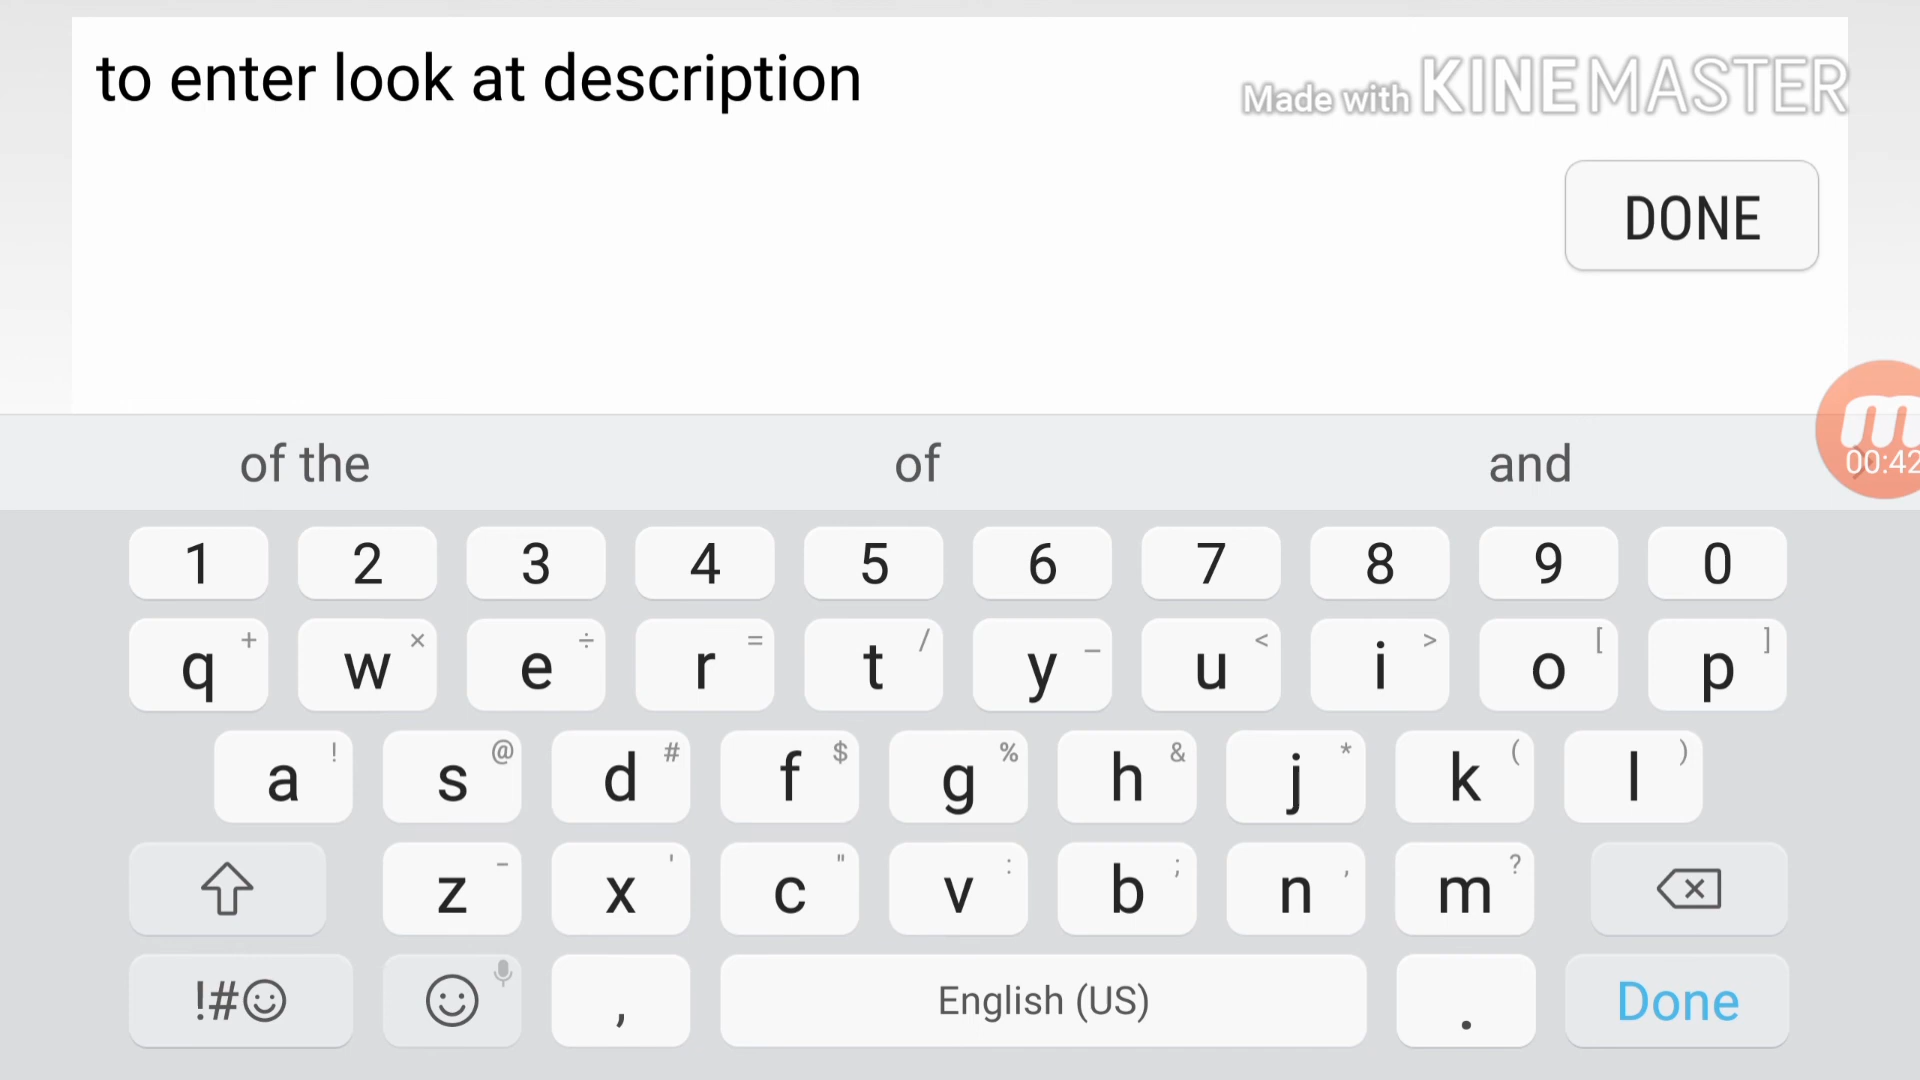 to enter look at description
Made with KINEMASTER
DONE
00:42
of the of and
1 2 3 4 5 6 7 8 9 0
q + w × e ÷ r = t / y _ u < i > o [ p ]
a ! s @ d # f $ g % h & j * k ( l )
z - x ' c " v : b ; n , m ?
!#☺ , English (US) . Done